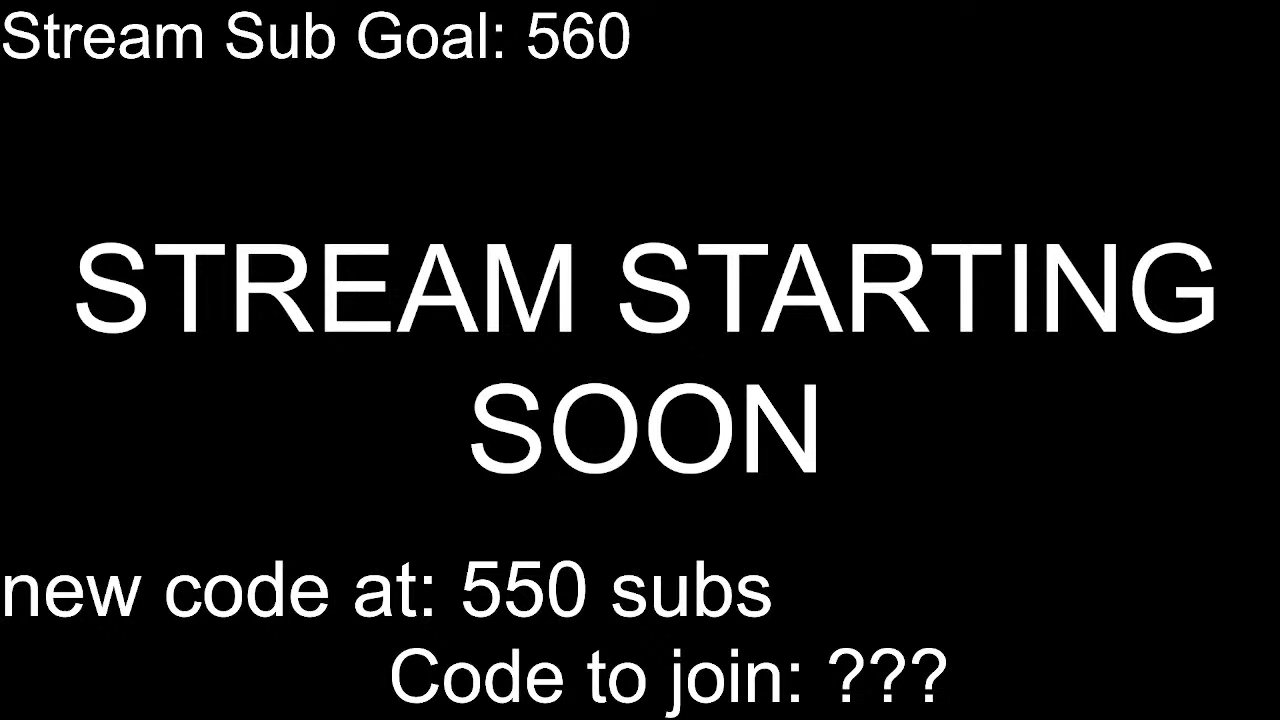 Stream Sub Goal: 560
STREAM STARTING
SOON
new code at: 550 subs
Code to join: ???